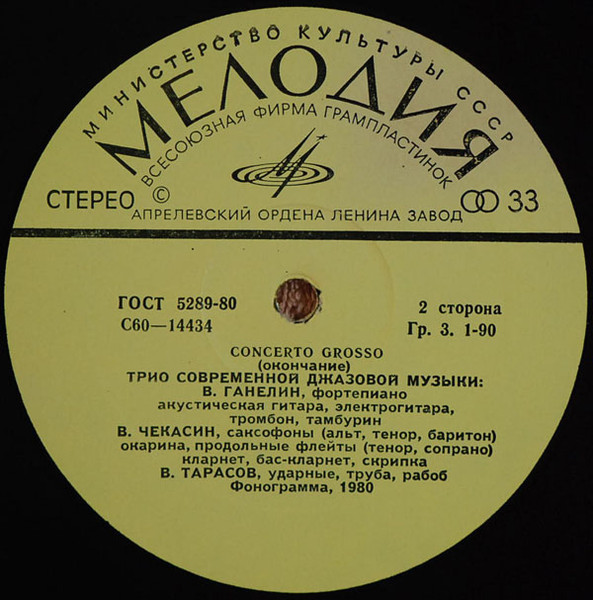 МИНИСТЕРСТВО КУЛЬТУРЫ СССР
МЕЛОДИЯ
ВСЕСОЮЗНАЯ ФИРМА ГРАМПЛАСТИНОК
СТЕРЕО © 33
АПРЕЛЕВСКИЙ ОРДЕНА ЛЕНИНА ЗАВОД
ГОСТ 5289-80 2 сторона
С60—14434 Гр. 3. 1-90
CONCERTO GROSSO
(окончание)
ТРИО СОВРЕМЕННОЙ ДЖАЗОВОЙ МУЗЫКИ:
В. ГАНЕЛИН, фортепиано
акустическая гитара, электрогитара,
тромбон, тамбурин
В. ЧЕКАСИН, саксофоны (альт, тенор, баритон)
окарина, продольные флейты (тенор, сопрано)
кларнет, бас-кларнет, скрипка
В. ТАРАСОВ, ударные, труба, рабоб
Фонограмма, 1980